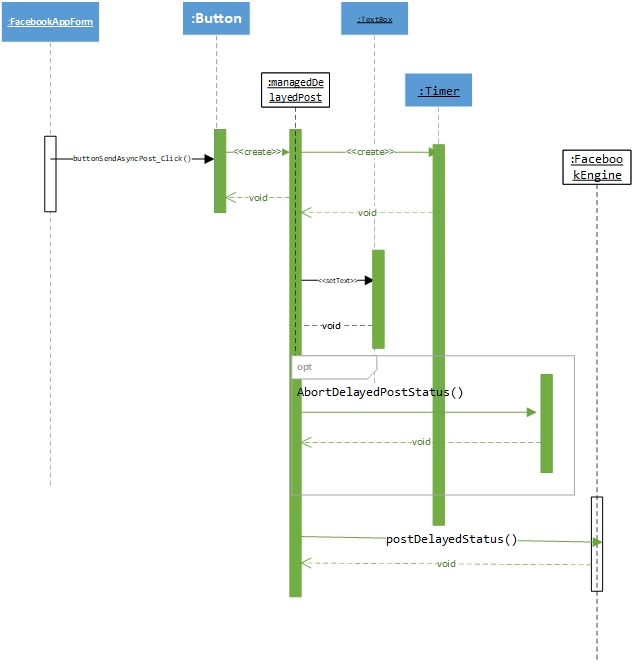 :FacebookAppForm
:Button
:TextBox
:managedDe
layedPost
:Timer
buttonSendAsyncPost_Click()
<<create>>
<<create>>
:Faceboo
kEngine
void
void
<<setText>>
void
opt
AbortDelayedPostStatus()
void
postDelayedStatus()
void